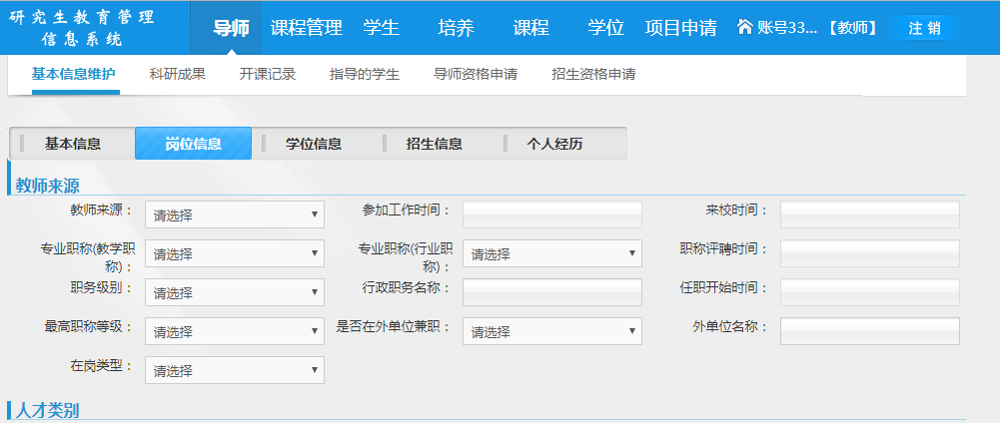 研究生教育管理
信息系统
导师 课程管理 学生 培养 课程 学位 项目申请 账号33... 【教师】 注 销
基本信息维护 科研成果 开课记录 指导的学生 导师资格申请 招生资格申请
基本信息 岗位信息 学位信息 招生信息 个人经历
教师来源
教师来源： 请选择 参加工作时间： 来校时间：
专业职称(教学职
称)： 请选择 专业职称(行业职
称)： 请选择 职称评聘时间：
职务级别： 请选择 行政职务名称： 任职开始时间：
最高职称等级： 请选择 是否在外单位兼职： 请选择 外单位名称：
在岗类型： 请选择
人才类别